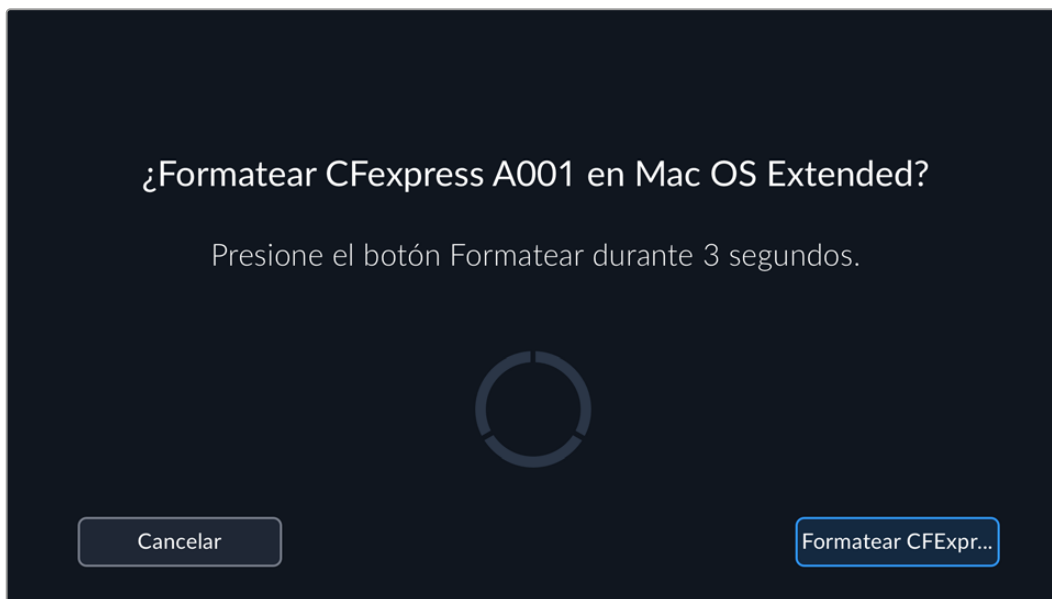 ¿Formatear CFexpress A001 en Mac OS Extended?
Presione el botón Formatear durante 3 segundos.
Cancelar
Formatear CFExpr...